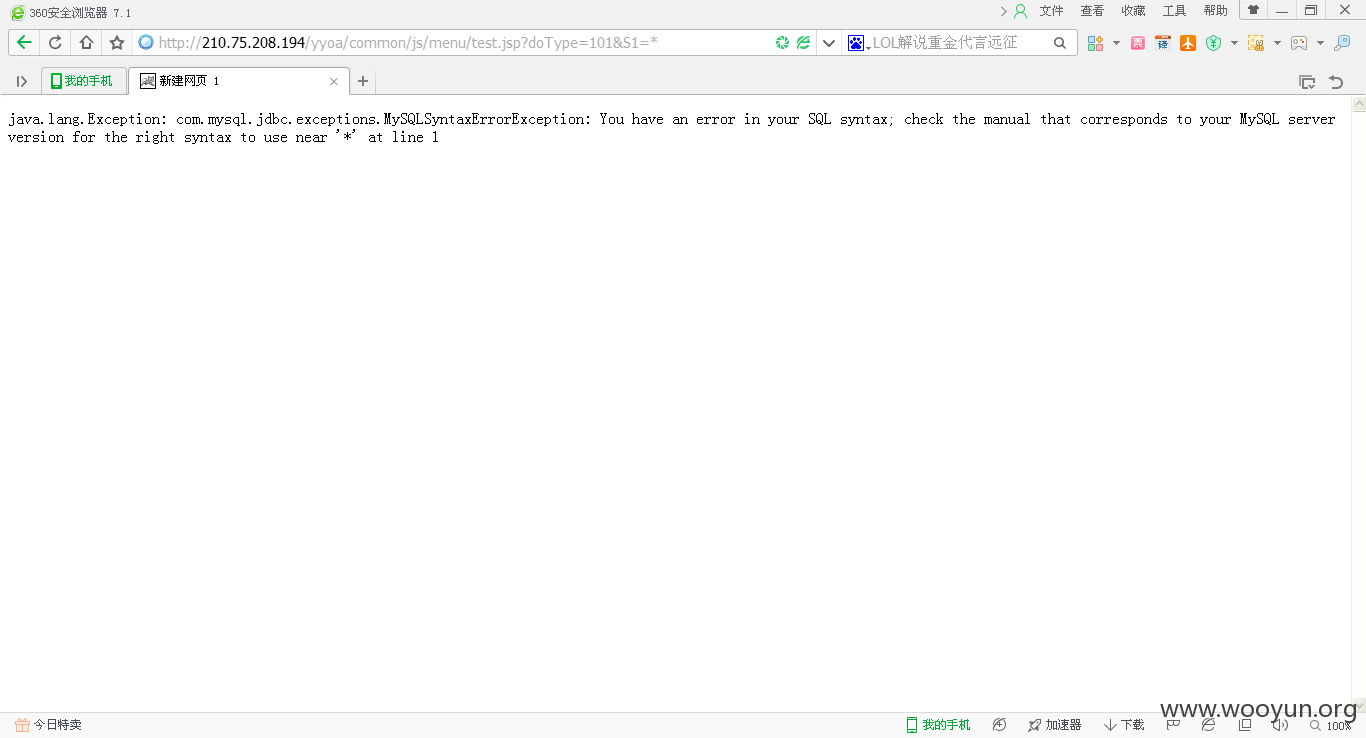 360安全浏览器 7.1
文件 查看 收藏 工具 帮助
http://210.75.208.194/yyoa/common/js/menu/test.jsp?doType=101&S1=*
LOL解说重金代言远征
我的手机
新建网页 1
java.lang.Exception: com.mysql.jdbc.exceptions.MySQLSyntaxErrorException: You have an error in your SQL syntax; check the manual that corresponds to your MySQL server
version for the right syntax to use near '*' at line 1
今日特卖
我的手机
加速器
下载
100%
www.wooyun.org